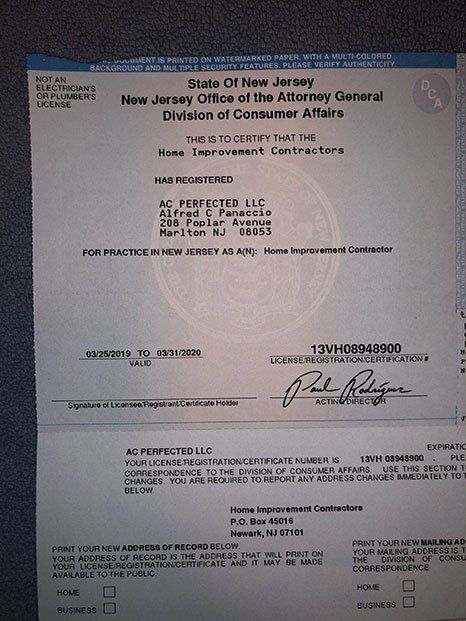 DOCUMENT IS PRINTED ON WATERMARKED PAPER, WITH A MULTI-COLORED
BACKGROUND AND MULTIPLE SECURITY FEATURES. PLEASE VERIFY AUTHENTICITY.
NOT AN
ELECTRICIAN'S
OR PLUMBER'S
LICENSE
State Of New Jersey
New Jersey Office of the Attorney General
Division of Consumer Affairs
DCA
THIS IS TO CERTIFY THAT THE
Home Improvement Contractors
HAS REGISTERED
AC PERFECTED LLC
Alfred C Panaccio
208 Poplar Avenue
Marlton NJ 08053
FOR PRACTICE IN NEW JERSEY AS A(N): Home Improvement Contractor
03/25/2019 TO 03/31/2020
VALID
13VH08948900
LICENSE/REGISTRATION/CERTIFICATION #
Signature of Licensee/Registrant/Certificate Holder
Paul Rodríguez
ACTING DIRECTOR
AC PERFECTED LLC
EXPIRATIO
YOUR LICENSE/REGISTRATION/CERTIFICATE NUMBER IS 13VH 08948900 . PLE
CORRESPONDENCE TO THE DIVISION OF CONSUMER AFFAIRS. USE THIS SECTION TO
CHANGES. YOU ARE REQUIRED TO REPORT ANY ADDRESS CHANGES IMMEDIATELY TO T
BELOW.
Home Improvement Contractors
P.O. Box 45016
Newark, NJ 07101
PRINT YOUR NEW ADDRESS OF RECORD BELOW.
YOUR ADDRESS OF RECORD IS THE ADDRESS THAT WILL PRINT ON
YOUR LICENSE/REGISTRATION/CERTIFICATE AND IT MAY BE MADE
AVAILABLE TO THE PUBLIC.
HOME
BUSINESS
PRINT YOUR NEW MAILING AD
YOUR MAILING ADDRESS IS T
THE DIVISION OF CONSU
CORRESPONDENCE.
HOME
BUSINESS